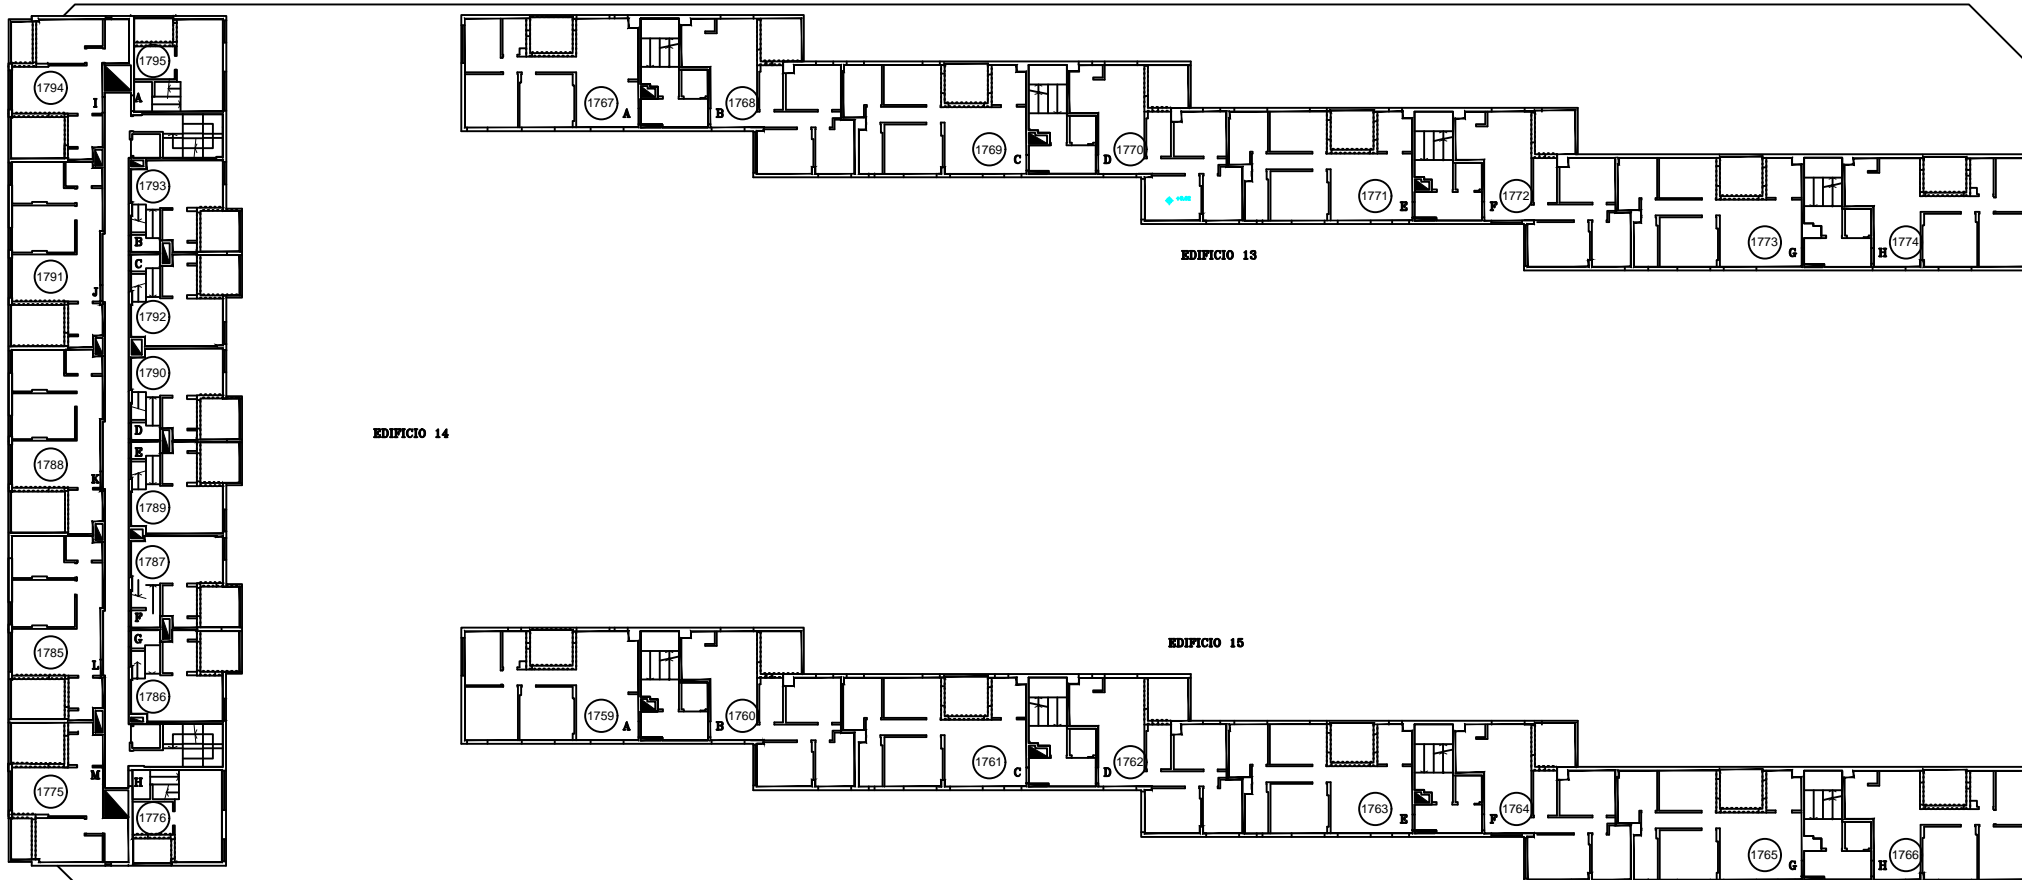 1795
1794
I
A
1793
B
C
1791
J
1792
1790
D
E
1788
K
1789
1787
F
G
1785
L
1786
M
H
1775
1776
EDIFICIO 14
1767
A
B
1768
1769
C
D
1770
1771
E
F
1772
1773
G
H
1774
EDIFICIO 13
EDIFICIO 15
1759
A
B
1760
1761
C
D
1762
1763
E
F
1764
1765
G
H
1766